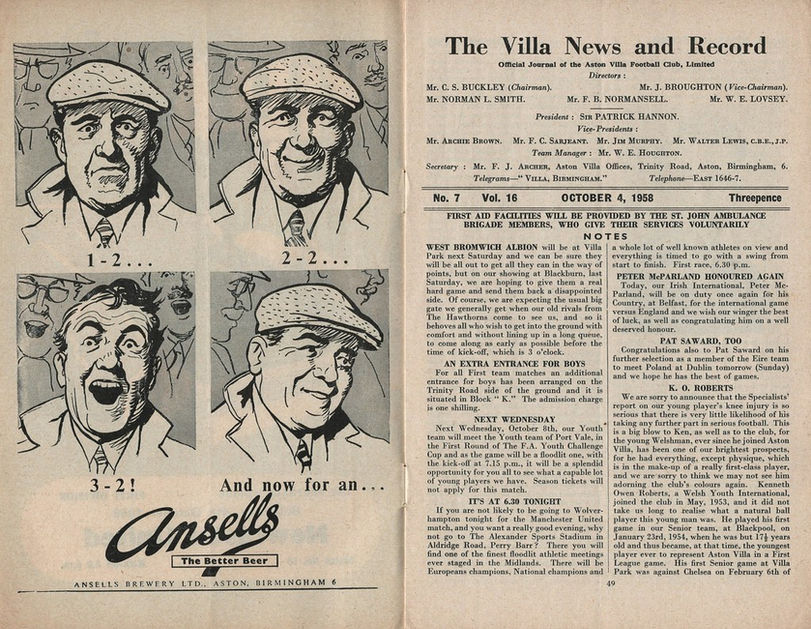 1-2...
2-2...
3-2!
And now for an...
Ansells
The Better Beer
ANSELLS BREWERY LTD., ASTON, BIRMINGHAM 6
The Villa News and Record
Official Journal of the Aston Villa Football Club, Limited
Directors :
Mr. C. S. BUCKLEY (Chairman). Mr. J. BROUGHTON (Vice-Chairman).
Mr. NORMAN L. SMITH. Mr. F. B. NORMANSELL. Mr. W. E. LOVSEY.
President : SIR PATRICK HANNON.
Vice-Presidents :
Mr. ARCHIE BROWN. Mr. F. C. SARJEANT. Mr. JIM MURPHY. Mr. WALTER LEWIS, C.B.E., J.P.
Team Manager : Mr. W. E. HOUGHTON.
Secretary : Mr. F. J. ARCHER, Aston Villa Offices, Trinity Road, Aston, Birmingham, 6.
Telegrams—" VILLA, BIRMINGHAM." Telephone—EAST 1646-7.
No. 7 Vol. 16 OCTOBER 4, 1958 Threepence
FIRST AID FACILITIES WILL BE PROVIDED BY THE ST. JOHN AMBULANCE
BRIGADE MEMBERS, WHO GIVE THEIR SERVICES VOLUNTARILY
NOTES
WEST BROMWICH ALBION will be at Villa
Park next Saturday and we can be sure they
will be all out to get all they can in the way of
points, but on our showing at Blackburn, last
Saturday, we are hoping to give them a real
hard game and send them back a disappointed
side. Of course, we are expecting the usual big
gate we generally get when our old rivals from
The Hawthorns come to see us, and so it
behoves all who wish to get into the ground with
comfort and without lining up in a long queue,
to come along as early as possible before the
time of kick-off, which is 3 o'clock.
AN EXTRA ENTRANCE FOR BOYS
For all First team matches an additional
entrance for boys has been arranged on the
Trinity Road side of the ground and it is
situated in Block " K." The admission charge
is one shilling.
NEXT WEDNESDAY
Next Wednesday, October 8th, our Youth
team will meet the Youth team of Port Vale, in
the First Round of The F.A. Youth Challenge
Cup and as the game will be a floodlit one, with
the kick-off at 7.15 p.m., it will be a splendid
opportunity for you all to see what a capable lot
of young players we have. Season tickets will
not apply for this match.
IT'S AT 6.30 TONIGHT
If you are not likely to be going to Wolver-
hampton tonight for the Manchester United
match, and you want a really good evening, why
not go to The Alexander Sports Stadium in
Aldridge Road, Perry Barr? There you will
find one of the finest floodlit athletic meetings
ever staged in the Midlands. There will be
Europeans champions, National champions and
a whole lot of well known athletes on view and
everything is timed to go with a swing from
start to finish. First race, 6.30 p.m.
PETER McPARLAND HONOURED AGAIN
Today, our Irish International, Peter Mc-
Parland, will be on duty once again for his
Country, at Belfast, for the international game
versus England and we wish our winger the best
of luck, as well as congratulating him on a well
deserved honour.
PAT SAWARD, TOO
Congratulations also to Pat Saward on his
further selection as a member of the Eire team
to meet Poland at Dublin tomorrow (Sunday)
and we hope he has the best of games.
K. O. ROBERTS
We are sorry to announce that the Specialists'
report on our young player's knee injury is so
serious that there is very little likelihood of his
taking any further part in serious football. This
is a big blow to Ken, as well as to the club, for
the young Welshman, ever since he joined Aston
Villa, has been one of our brightest prospects,
for he had everything, except physique, which
is in the make-up of a really first-class player,
and we are sorry to think we may not see him
adorning the club's colours again. Kenneth
Owen Roberts, a Welsh Youth International,
joined the club in May, 1953, and it did not
take us long to realise what a natural ball
player this young man was. He played his first
game in our Senior team, at Blackpool, on
January 23rd, 1954, when he was but 17½ years
old and thus became, at that time, the youngest
player ever to represent Aston Villa in a First
League game. His first Senior game at Villa
Park was against Chelsea on February 6th of
49